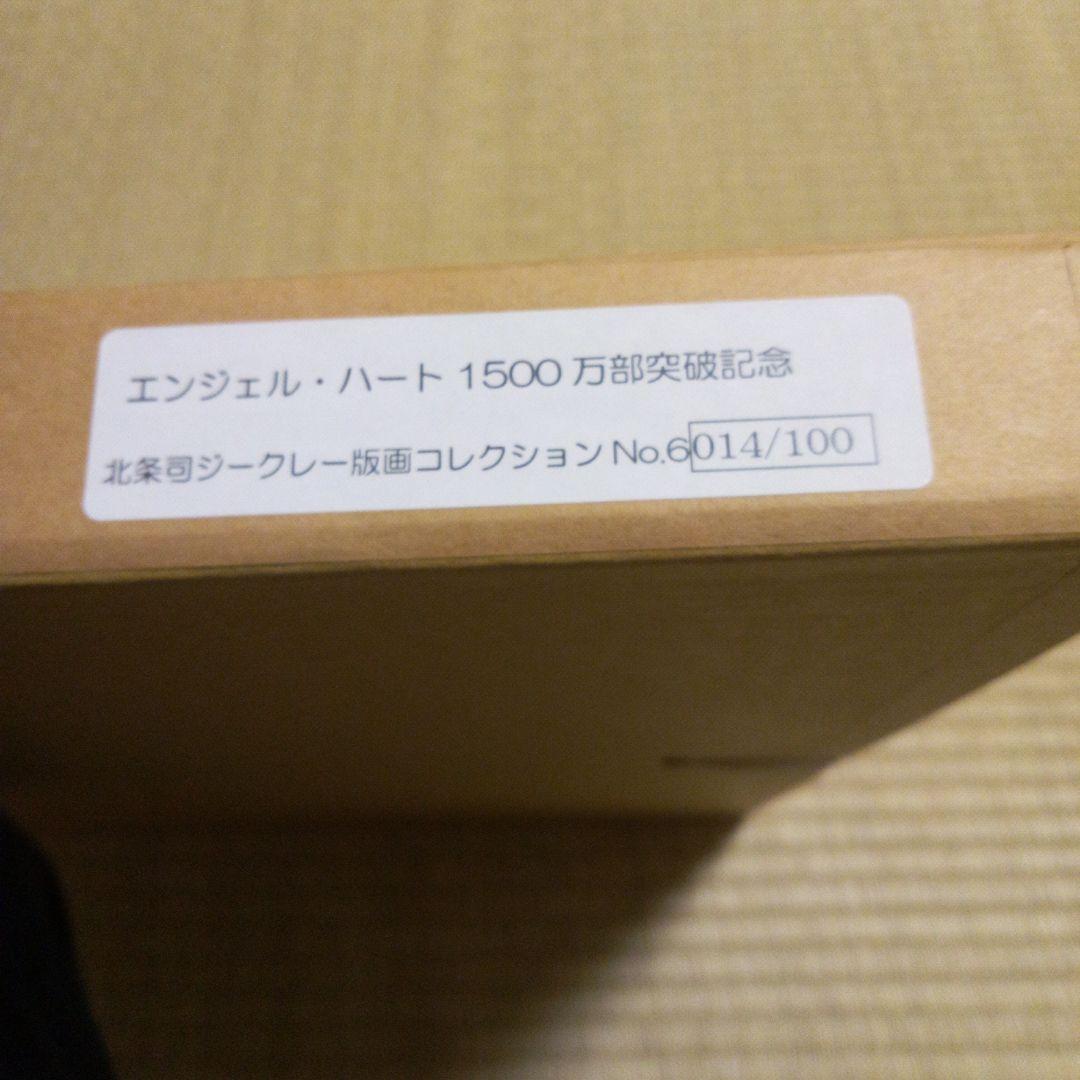 エンジェル・ハート 1500 万部突破記念
北条司ジークレー版画コレクション No.6 014/100